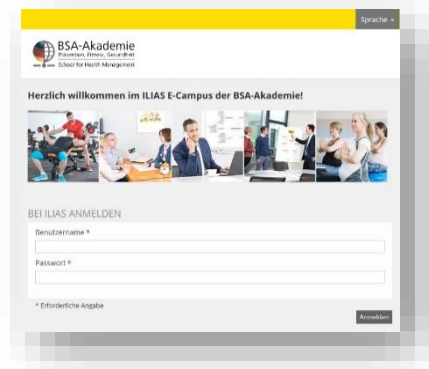 Sprache
BSA-Akademie
Prävention, Fitness, Gesundheit
School for Health Management
Herzlich willkommen im ILIAS E-Campus der BSA-Akademie!
BEI ILIAS ANMELDEN
Benutzername *
Passwort *
* Erforderliche Angabe
Anmelden